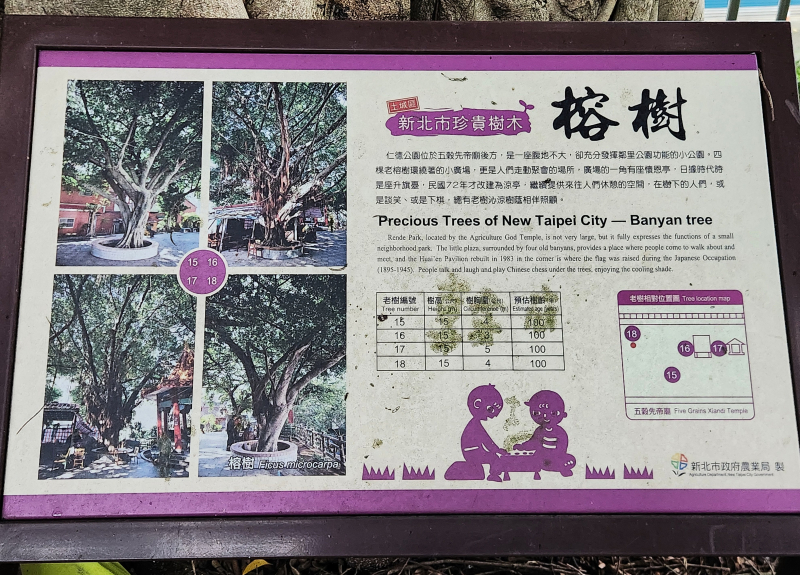 土城區
新北市珍貴樹木
榕樹
仁德公園位於五穀先帝廟後方，是一座腹地不大，卻充分發揮鄰里公園功能的小公園。四
棵老榕樹環繞著的小廣場，更是人們走動聚會的場所，廣場的一角有座懷恩亭，日據時代時
是座升旗臺，民國72年才改建為涼亭，繼續提供來往人們休憩的空間，在樹下的人們，或
是談笑、或是下棋，總有老樹沁涼樹蔭相伴照顧。
Precious Trees of New Taipei City — Banyan tree
Rende Park, located by the Agriculture God Temple, is not very large, but it fully expresses the functions of a small
neighborhood park. The little plaza, surrounded by four old banyans, provides a place where people come to walk about and
meet, and the Huai'en Pavilion rebuilt in 1983 in the corner is where the flag was raised during the Japanese Occupation
(1895-1945). People talk and laugh and play Chinese chess under the trees, enjoying the cooling shade.
15 16
17 18
榕樹 Ficus microcarpa
老樹編號 樹高 樹胸圍 預估樹齡
Tree number Height Circumference Estimated age
15 15 4 100
16 15 100
17 15 5 100
18 15 4 100
老樹相對位置圖 Tree location map
18
16 17
15
五穀先帝廟 Five Grains Xiandi Temple
新北市政府農業局 製
Agriculture Department, New Taipei City Government